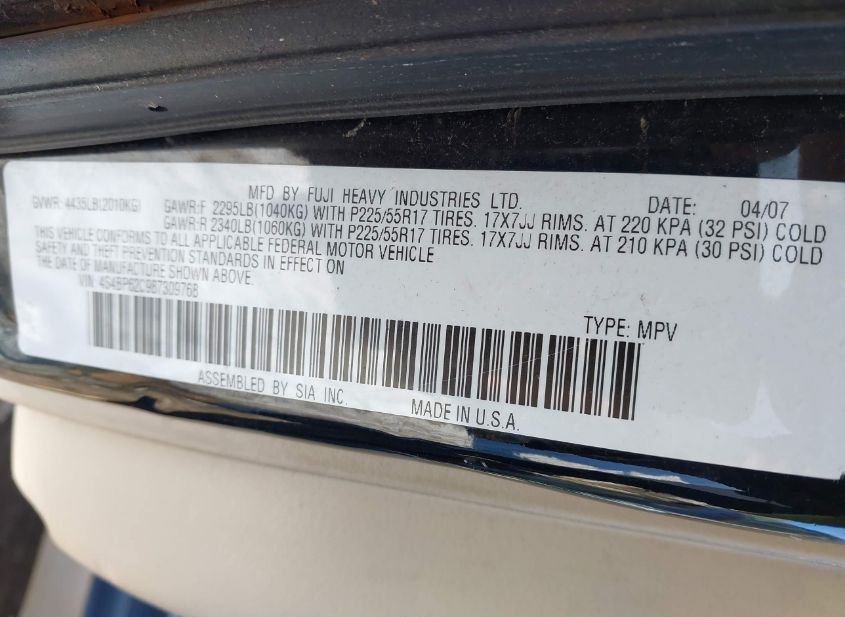 MFD BY FUJI HEAVY INDUSTRIES LTD. DATE: 04/07
GVWR: 4435LB(2010KG) GAWR:F 2295LB(1040KG) WITH P225/55R17 TIRES. 17X7JJ RIMS. AT 220 KPA (32 PSI) COLD
GAWR:R 2340LB(1060KG) WITH P225/55R17 TIRES. 17X7JJ RIMS. AT 210 KPA (30 PSI) COLD
THIS VEHICLE CONFORMS TO ALL APPLICABLE FEDERAL MOTOR VEHICLE
SAFETY AND THEFT PREVENTION STANDARDS IN EFFECT ON
THE DATE OF MANUFACTURE SHOWN ABOVE.
VIN 4S4BP62C987309768
TYPE: MPV
ASSEMBLED BY SIA INC.
MADE IN U.S.A.